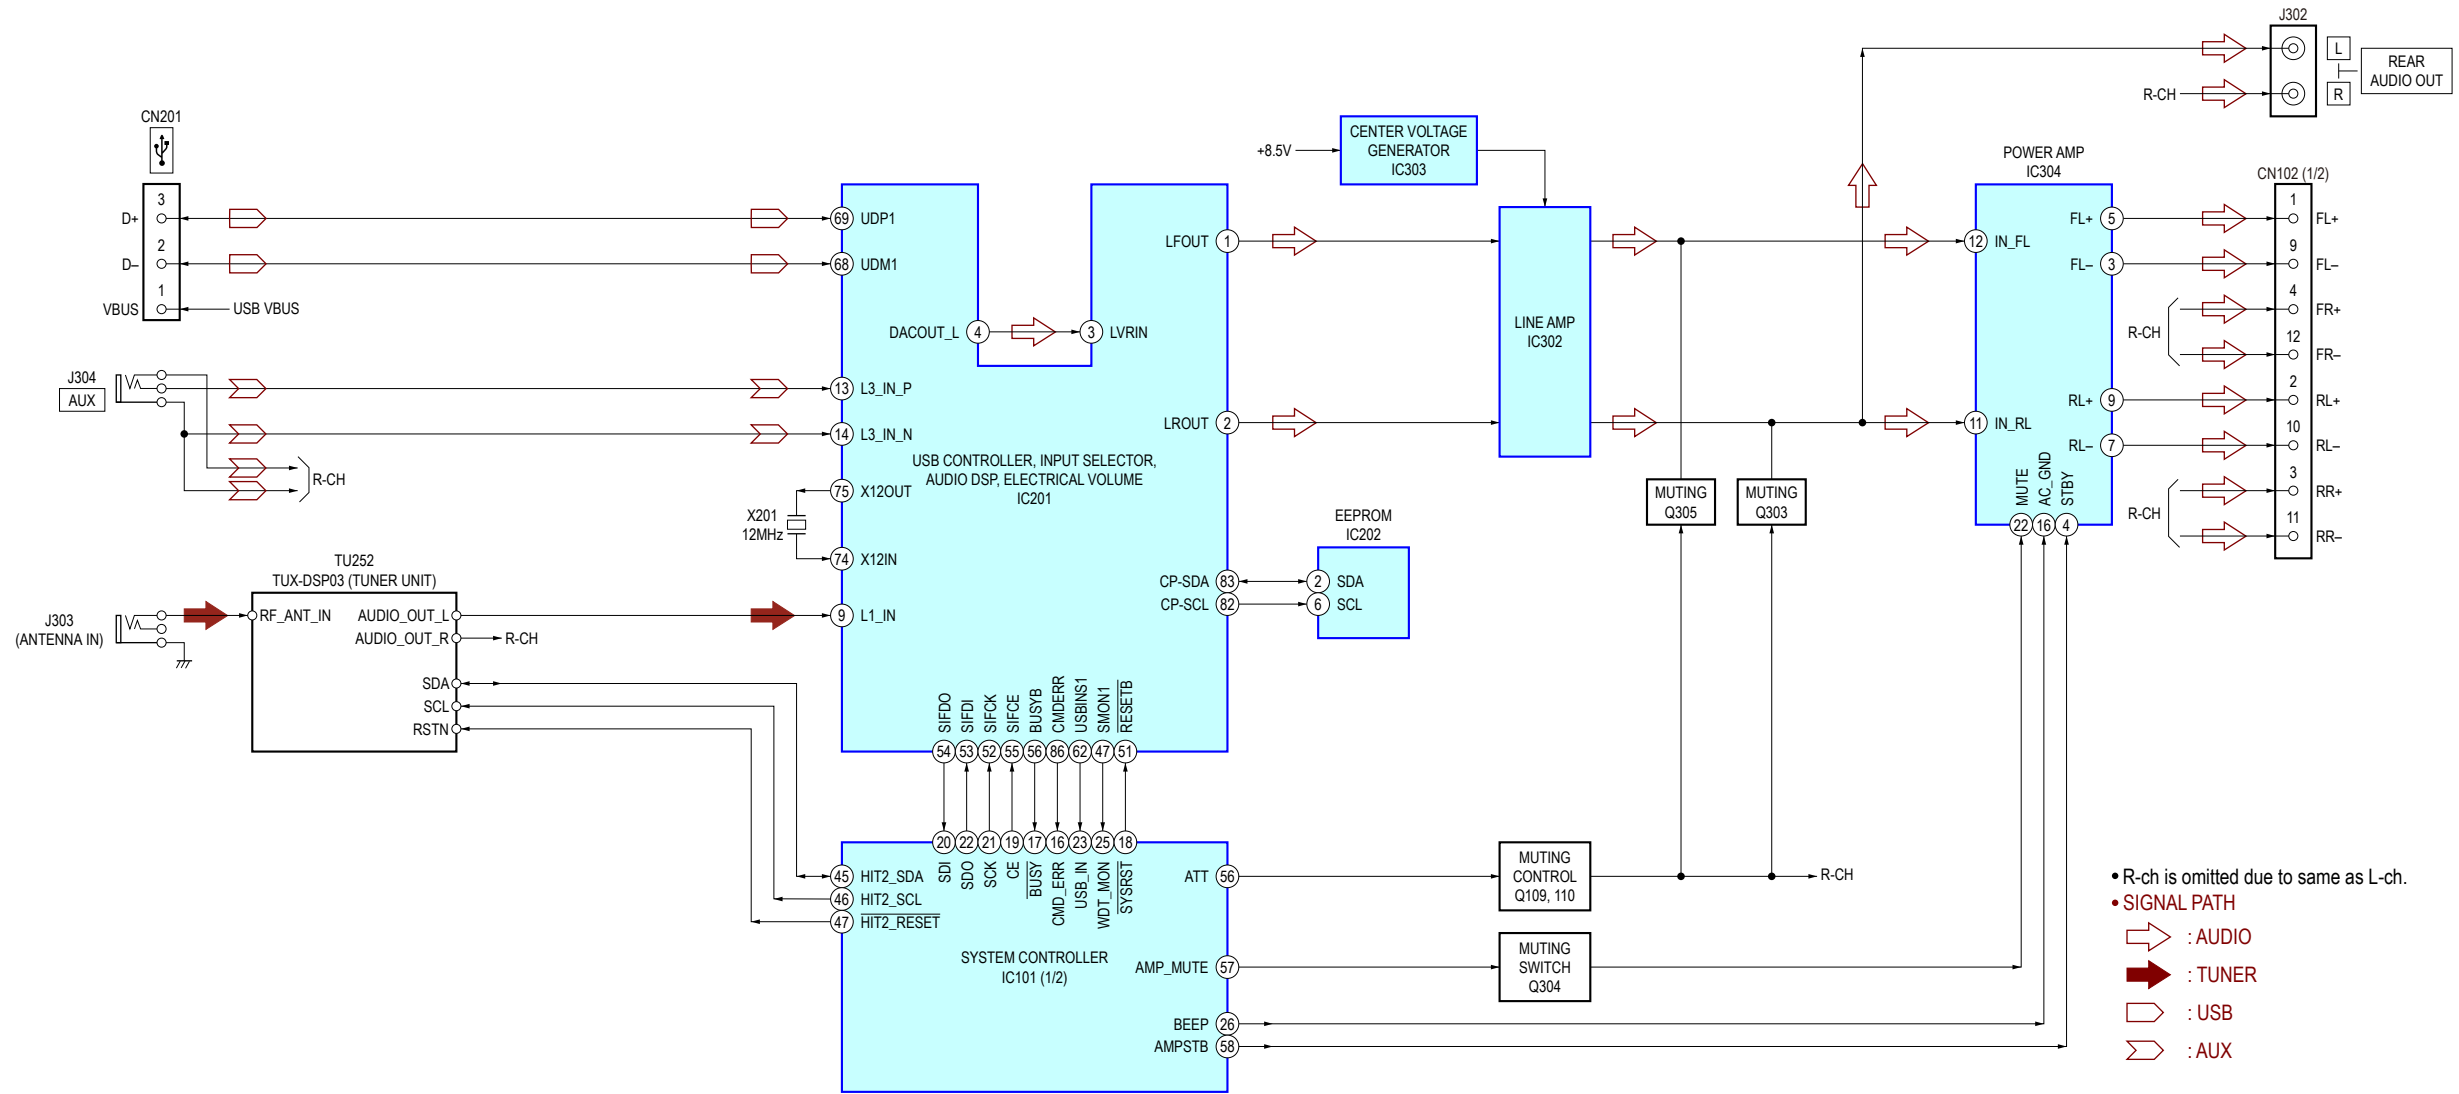 J302
L
REAR
AUDIO OUT
R-CH
R
CN201
CENTER VOLTAGE
GENERATOR
IC303
+8.5V
POWER AMP
IC304
CN102 (1/2)
3
D+
2
D–
1
VBUS
USB VBUS
69 UDP1
68 UDM1
LFOUT 1
DACOUT_L 4
3 LVRIN
LINE AMP
IC302
12 IN_FL
FL+ 5
FL– 3
1
FL+
9
FL–
4
FR+
R-CH
12
FR–
2
RL+
10
RL–
3
RR+
R-CH
11
RR–
J304
AUX
13 L3_IN_P
14 L3_IN_N
R-CH
LROUT 2
11 IN_RL
RL+ 9
RL– 7
MUTE
AC_GND
STBY
22 16 4
USB CONTROLLER, INPUT SELECTOR,
AUDIO DSP, ELECTRICAL VOLUME
IC201
75 X12OUT
X201
12MHz
74 X12IN
MUTING
Q305
MUTING
Q303
EEPROM
IC202
CP-SDA 83
2 SDA
CP-SCL 82
6 SCL
TU252
TUX-DSP03 (TUNER UNIT)
J303
(ANTENNA IN)
RF_ANT_IN
AUDIO_OUT_L
AUDIO_OUT_R
R-CH
SDA
SCL
RSTN
9 L1_IN
SIFDO
SIFDI
SIFCK
SIFCE
BUSYB
CMDERR
USBINS1
SMON1
RESETB
54 53 52 55 56 86 62 47 51
20 22 21 19 17 16 23 25 18
SDI
SDO
SCK
CE
BUSY
CMD_ERR
USB_IN
WDT_MON
SYSRST
45 HIT2_SDA
46 HIT2_SCL
47 HIT2_RESET
SYSTEM CONTROLLER
IC101 (1/2)
ATT 56
MUTING
CONTROL
Q109, 110
R-CH
AMP_MUTE 57
MUTING
SWITCH
Q304
BEEP 26
AMPSTB 58
• R-ch is omitted due to same as L-ch.
• SIGNAL PATH
: AUDIO
: TUNER
: USB
: AUX